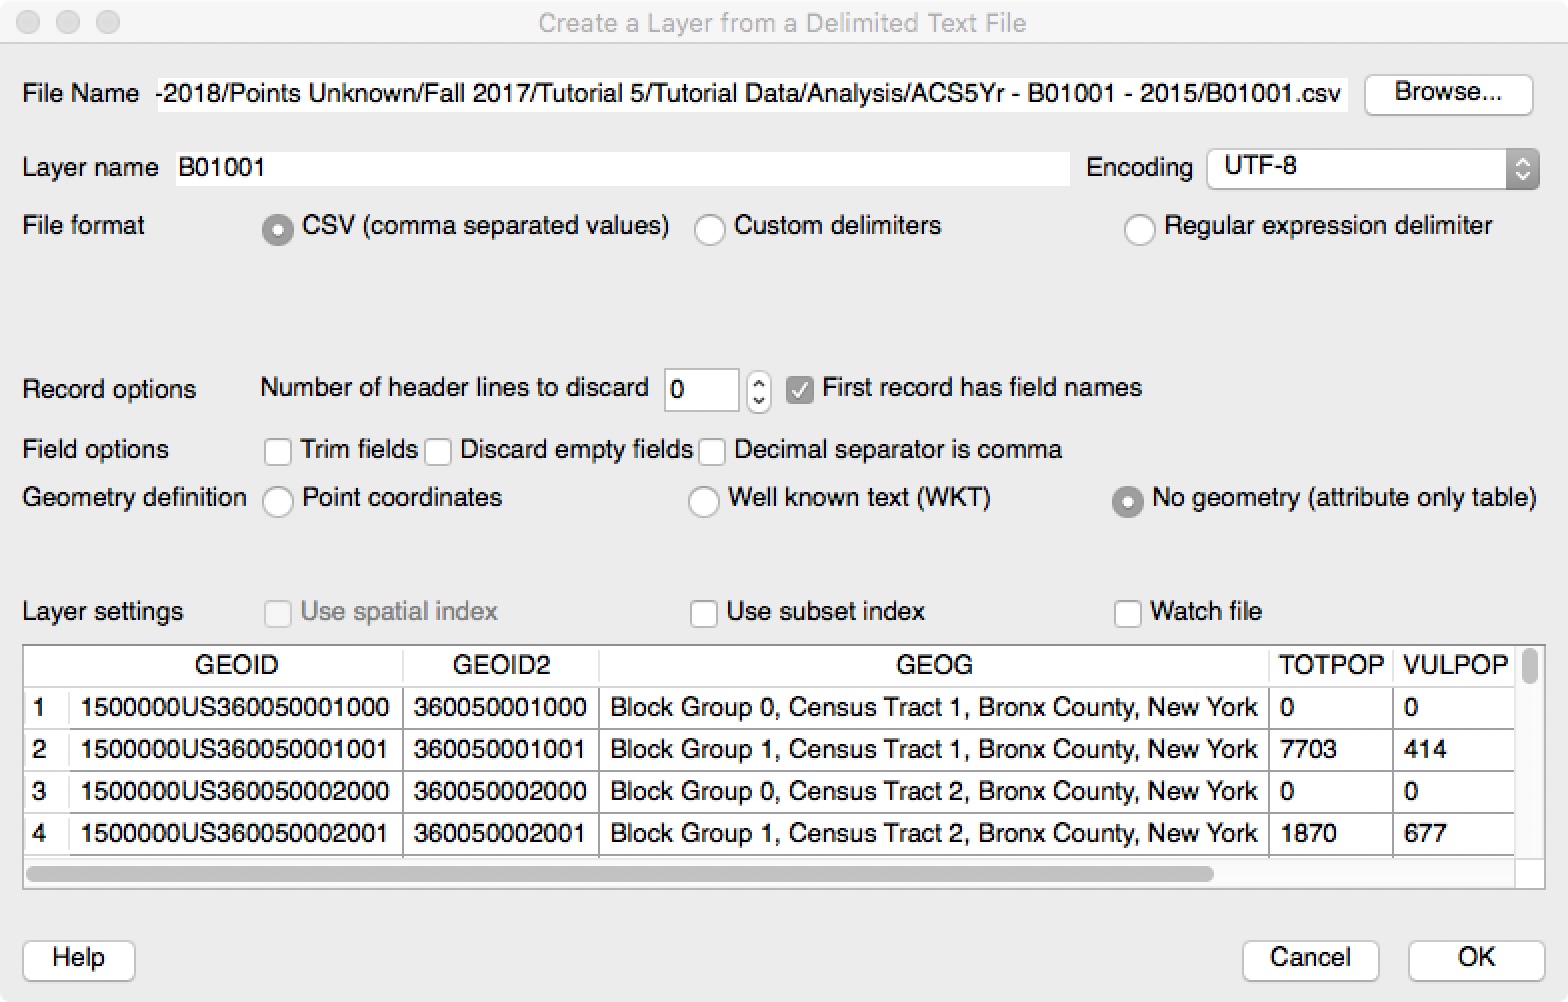 Create a Layer from a Delimited Text File
File Name -2018/Points Unknown/Fall 2017/Tutorial 5/Tutorial Data/Analysis/ACS5Yr - B01001 - 2015/B01001.csv Browse...
Layer name B01001 Encoding UTF-8
File format CSV (comma separated values) Custom delimiters Regular expression delimiter
Record options Number of header lines to discard 0 First record has field names
Field options Trim fields Discard empty fields Decimal separator is comma
Geometry definition Point coordinates Well known text (WKT) No geometry (attribute only table)
Layer settings Use spatial index Use subset index Watch file
GEOID GEOID2 GEOG TOTPOP VULPOP
1 1500000US360050001000 360050001000 Block Group 0, Census Tract 1, Bronx County, New York 0 0
2 1500000US360050001001 360050001001 Block Group 1, Census Tract 1, Bronx County, New York 7703 414
3 1500000US360050002000 360050002000 Block Group 0, Census Tract 2, Bronx County, New York 0 0
4 1500000US360050002001 360050002001 Block Group 1, Census Tract 2, Bronx County, New York 1870 677
Help Cancel OK